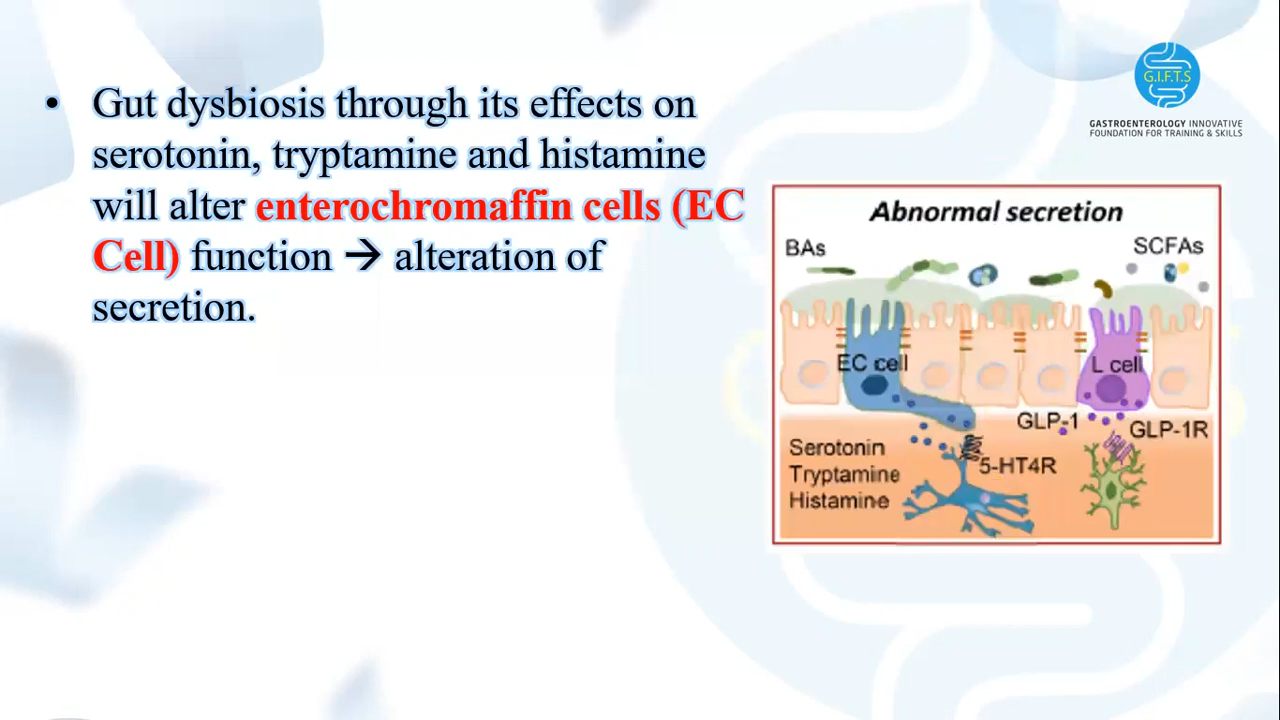 • Gut dysbiosis through its effects on
serotonin, tryptamine and histamine
will alter enterochromaffin cells (EC
Cell) function → alteration of
secretion.
G.I.F.T.S
GASTROENTEROLOGY INNOVATIVE
FOUNDATION FOR TRAINING & SKILLS
Abnormal secretion
BAs
SCFAs
EC cell
L cell
GLP-1
GLP-1R
Serotonin
5-HT4R
Tryptamine
Histamine